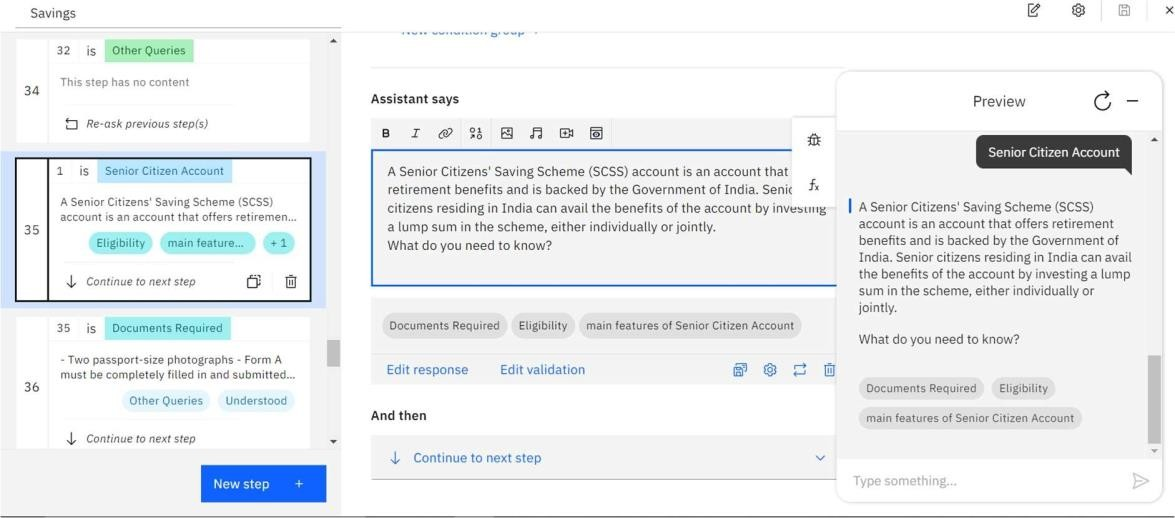 Savings
32 is Other Queries
This step has no content
34
Re-ask previous step(s)
1 is Senior Citizen Account
A Senior Citizens' Saving Scheme (SCSS)
account is an account that offers retiremen...
35
Eligibility main feature... + 1
Continue to next step
35 is Documents Required
- Two passport-size photographs - Form A
must be completely filled in and submitted...
36
Other Queries Understood
Continue to next step
New step +
New condition group +
Assistant says
B I
A Senior Citizens' Saving Scheme (SCSS) account is an account that
retirement benefits and is backed by the Government of India. Senio
citizens residing in India can avail the benefits of the account by investing
a lump sum in the scheme, either individually or jointly.
What do you need to know?
fx
Documents Required Eligibility main features of Senior Citizen Account
Edit response Edit validation
And then
Continue to next step
Preview
Senior Citizen Account
A Senior Citizens' Saving Scheme (SCSS)
account is an account that offers retirement
benefits and is backed by the Government of
India. Senior citizens residing in India can avail
the benefits of the account by investing a lump
sum in the scheme, either individually or
jointly.
What do you need to know?
Documents Required Eligibility
main features of Senior Citizen Account
Type something...